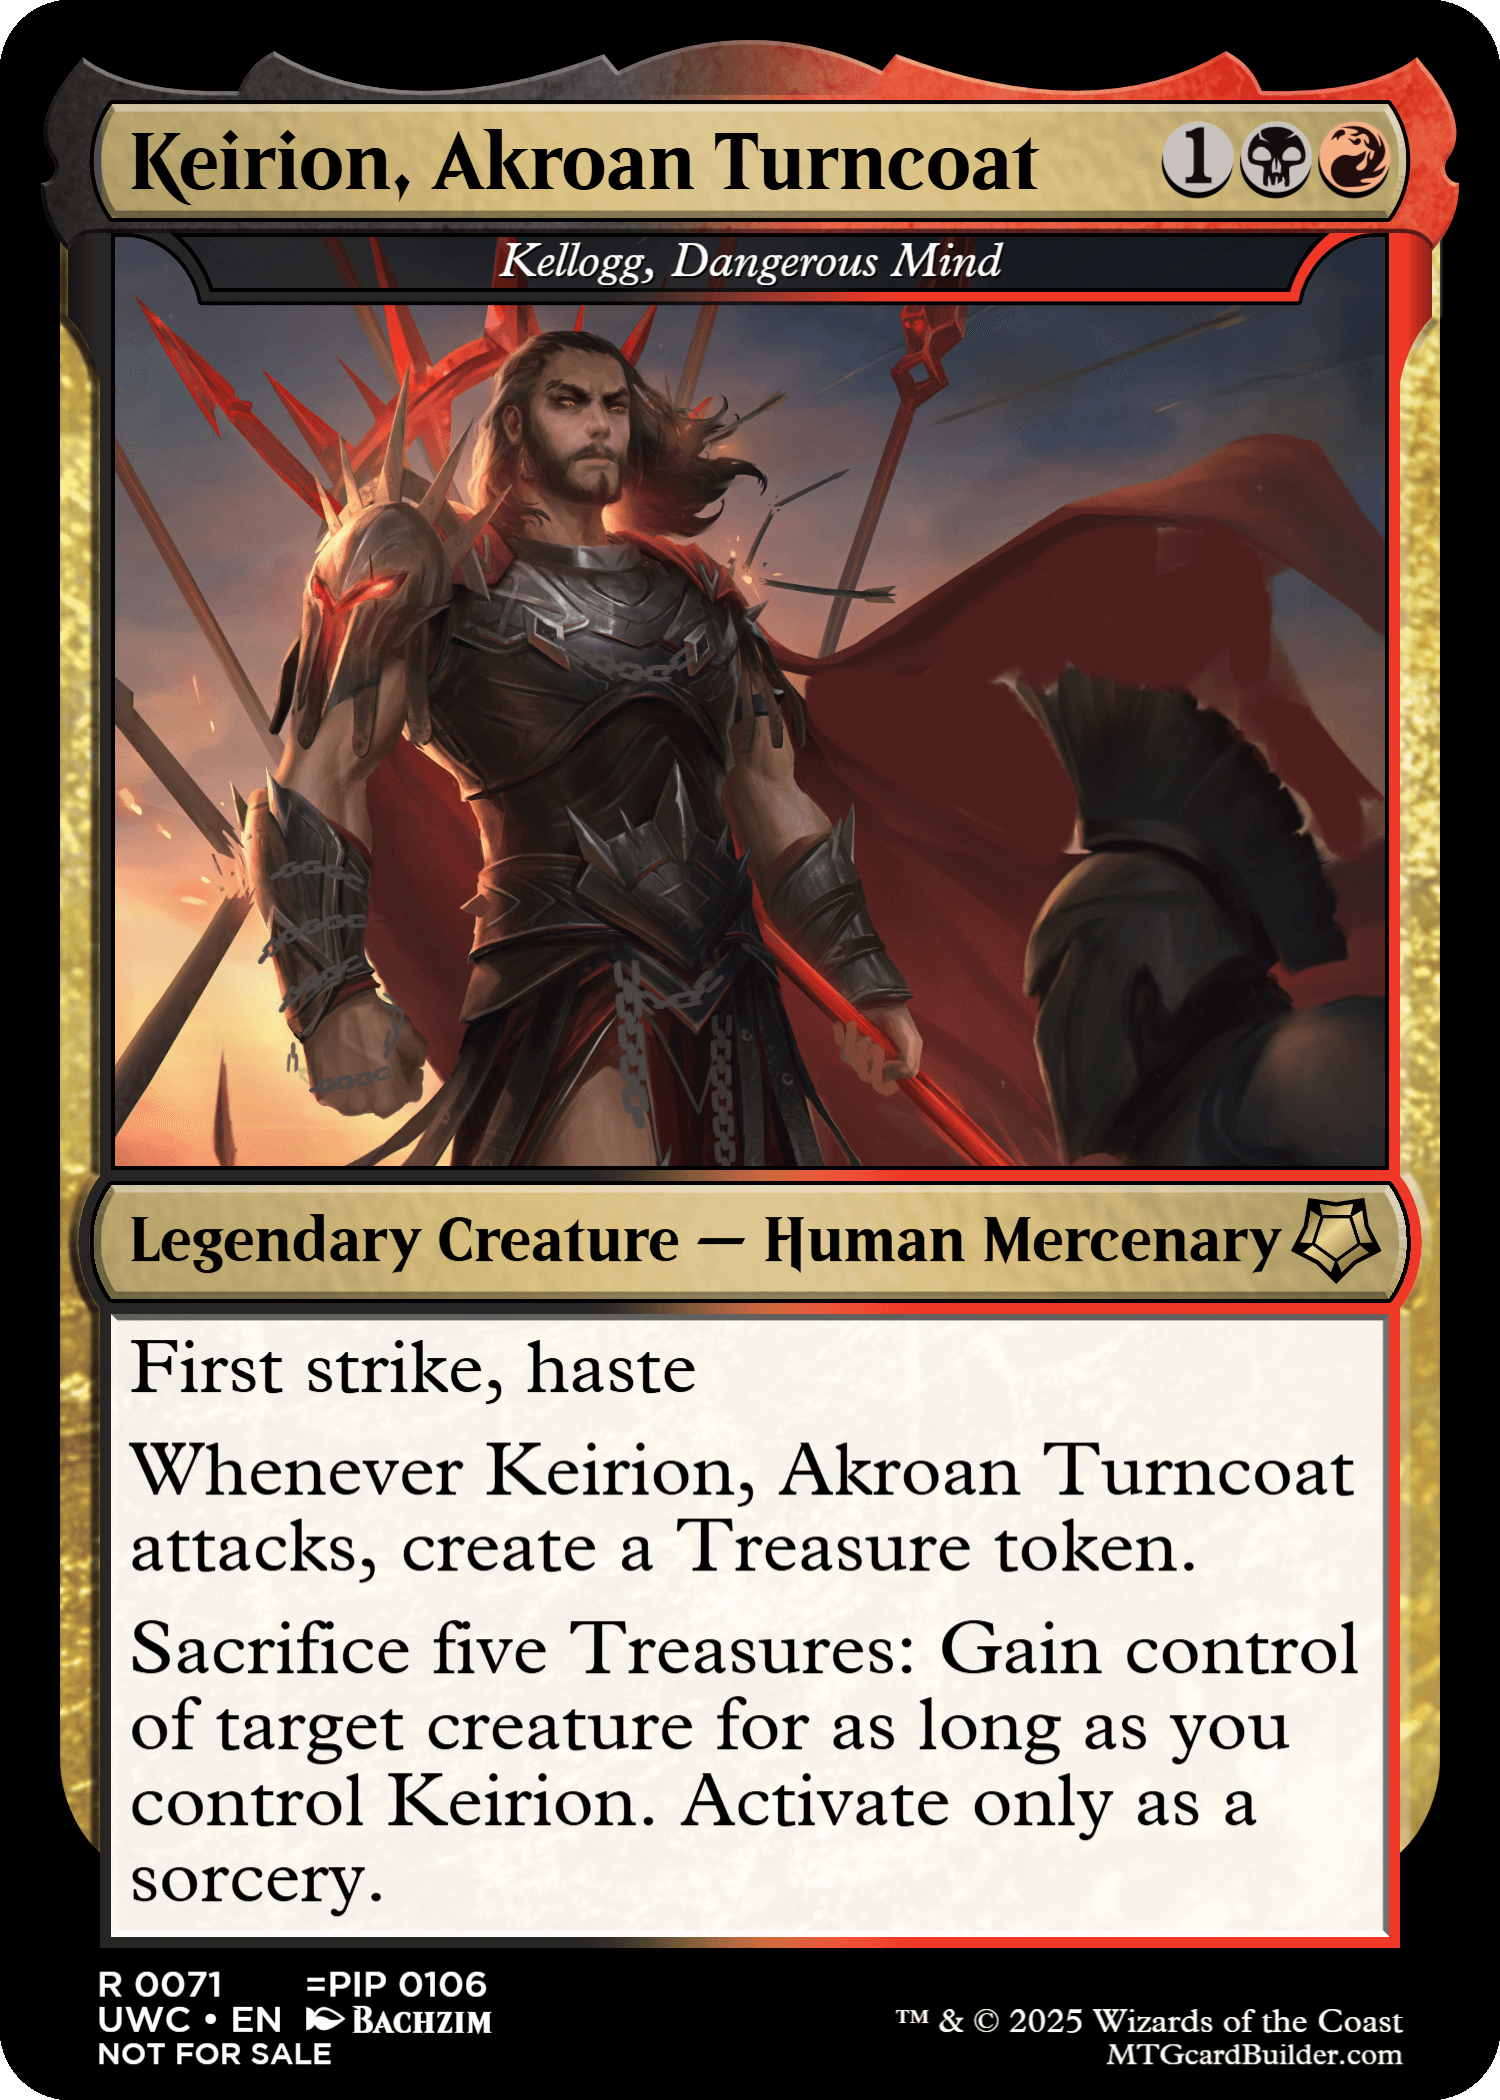 Keirion, Akroan Turncoat 1
Kellogg, Dangerous Mind
Legendary Creature — Human Mercenary
First strike, haste
Whenever Keirion, Akroan Turncoat
attacks, create a Treasure token.
Sacrifice five Treasures: Gain control
of target creature for as long as you
control Keirion. Activate only as a
sorcery.
R 0071 =PIP 0106
UWC • EN Bachzim
NOT FOR SALE
™ & © 2025 Wizards of the Coast
MTGcardBuilder.com